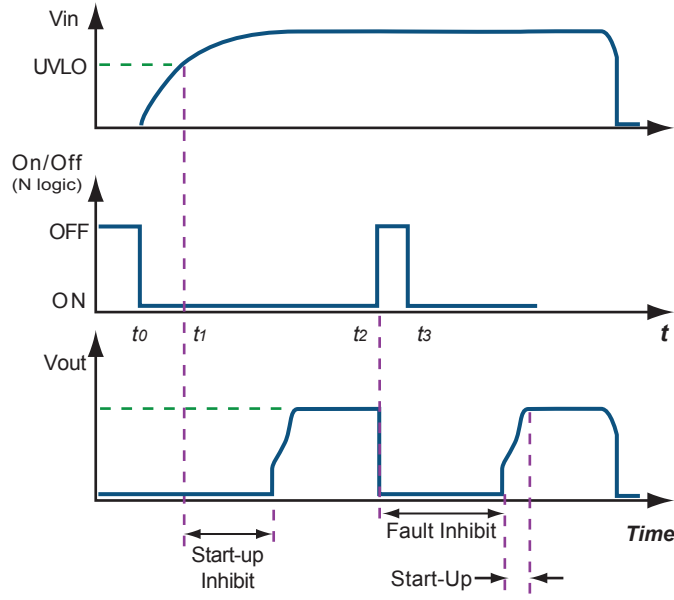 Vin
UVLO
On/Off
(N logic)
OFF
ON
t0 t1 t2 t3 t
Vout
Time
Fault Inhibit
Start-up
Inhibit
Start-Up